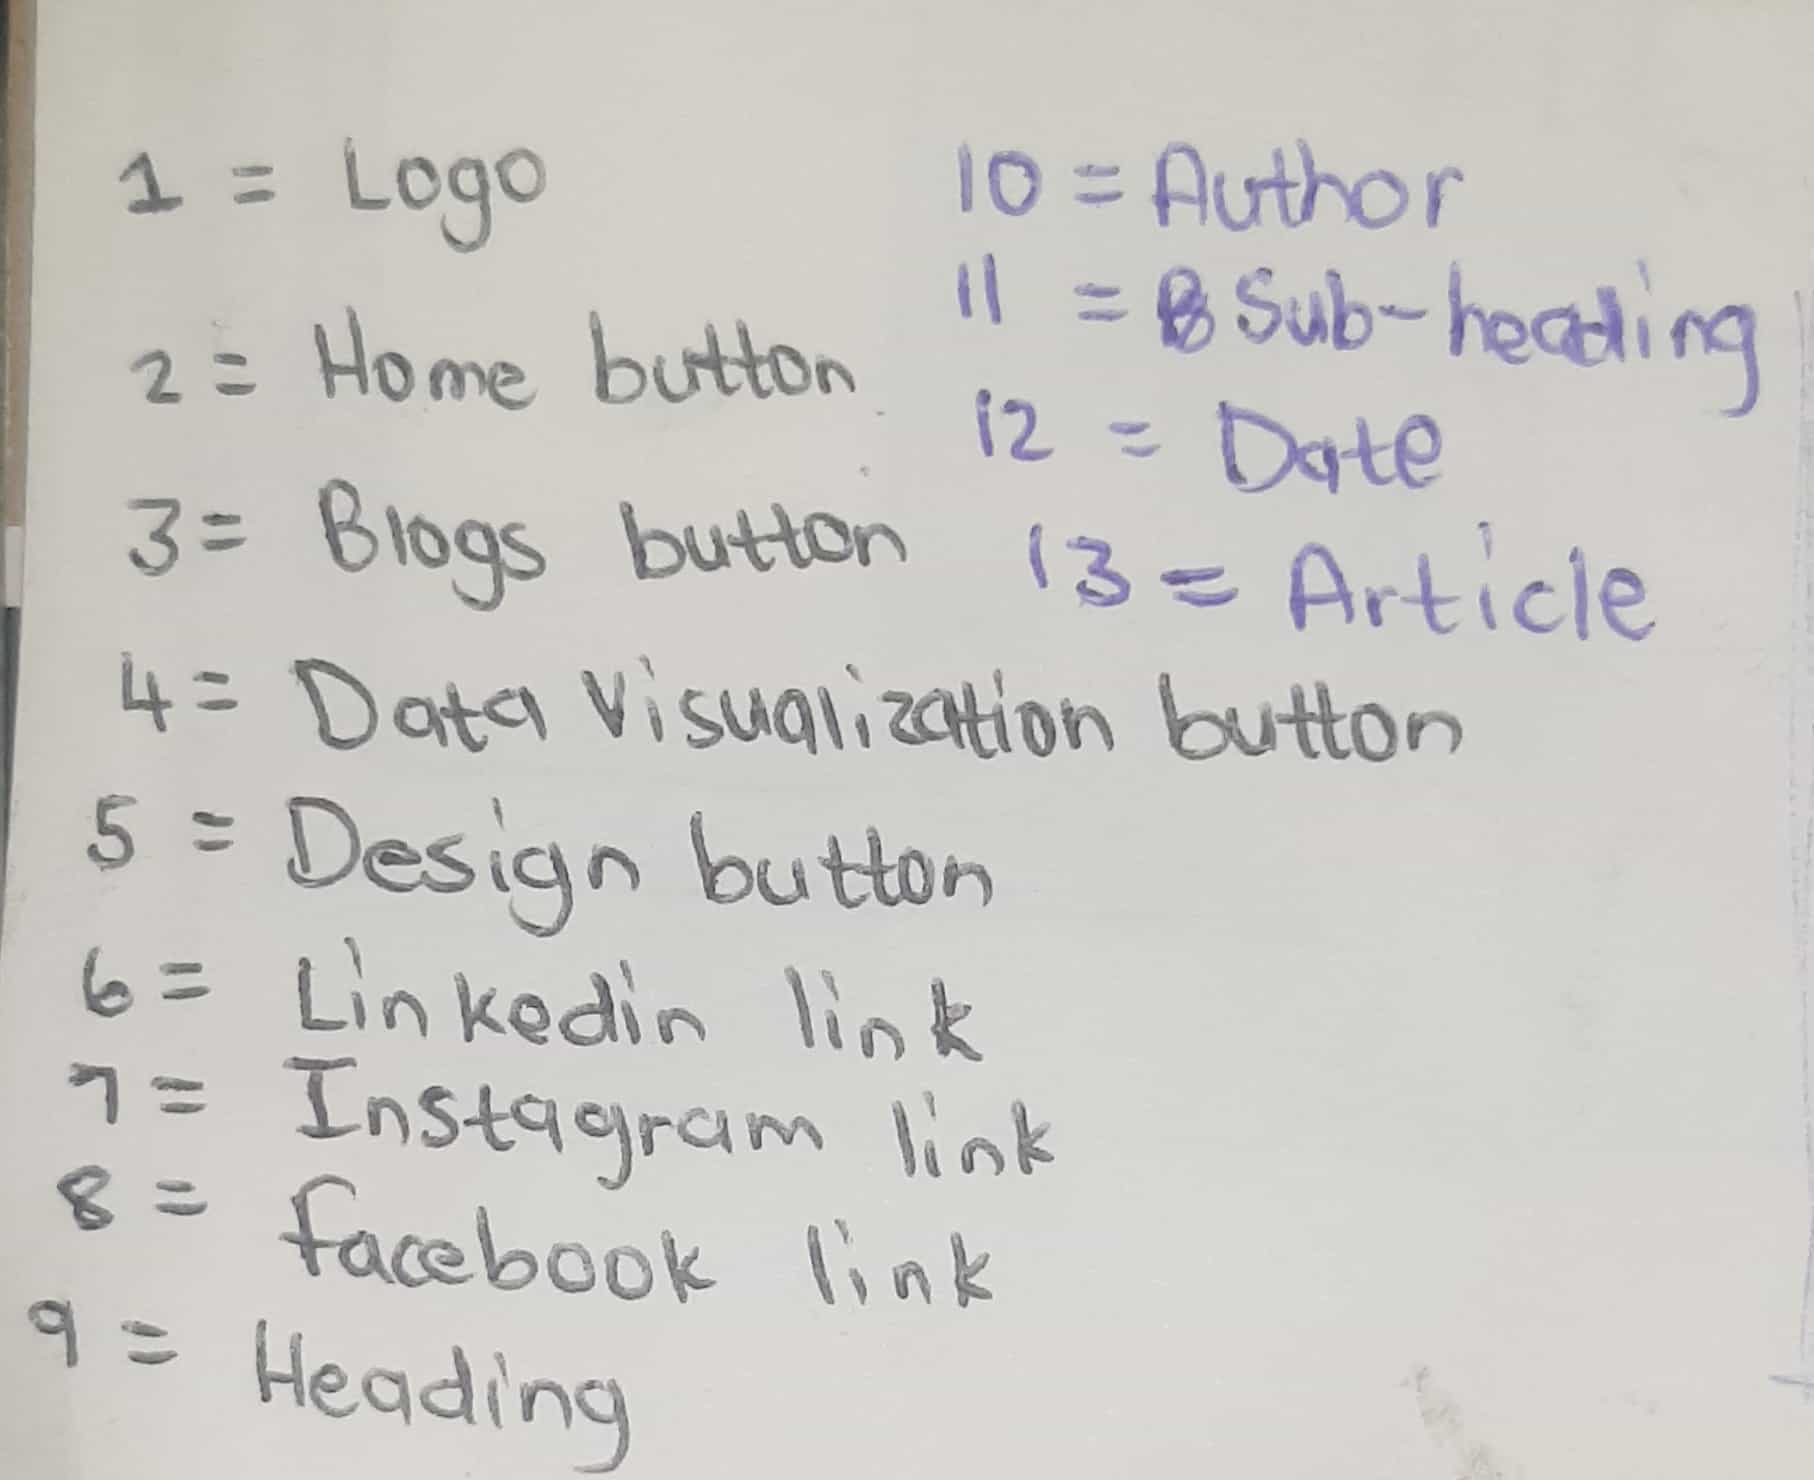 1 = Logo
2 = Home button
3 = Blogs button
4 = Data Visualization button
5 = Design button
6 = Linkedin link
7 = Instagram link
8 = facebook link
9 = Heading
10 = Author
11 = Sub-heading
12 = Date
13 = Article